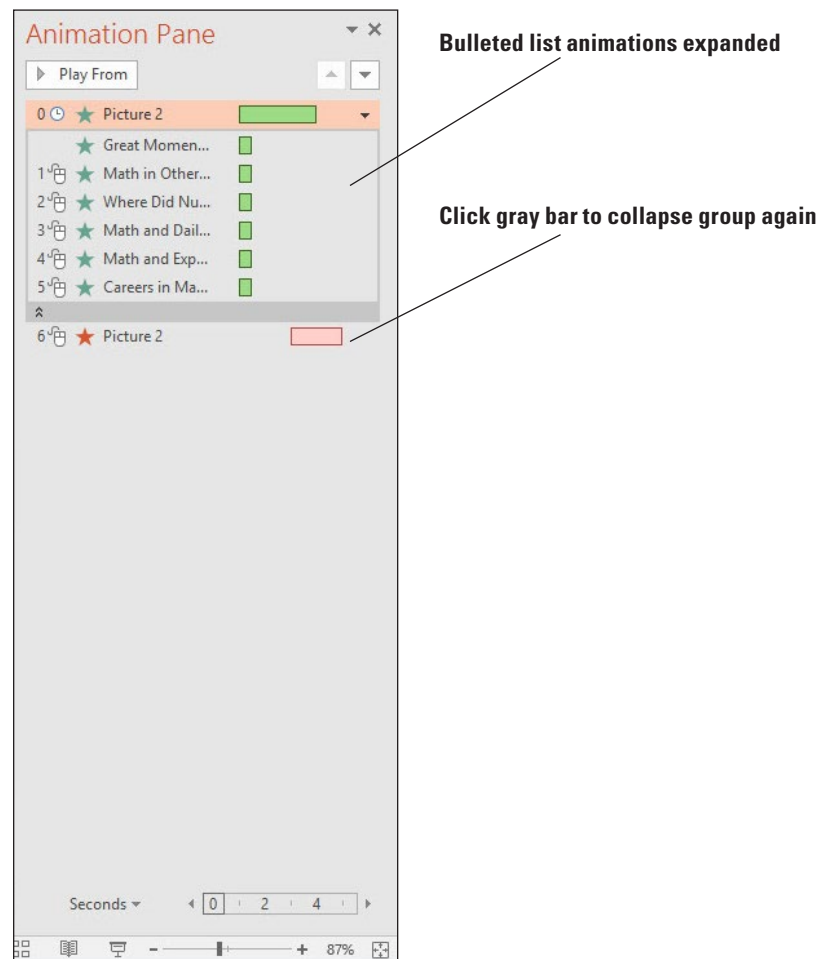 Animation Pane
Bulleted list animations expanded
Play From
0 Picture 2
Great Momen...
1 Math in Other...
2 Where Did Nu...
Click gray bar to collapse group again
3 Math and Dail...
4 Math and Exp...
5 Careers in Ma...
6 Picture 2
Seconds 0 2 4
87%